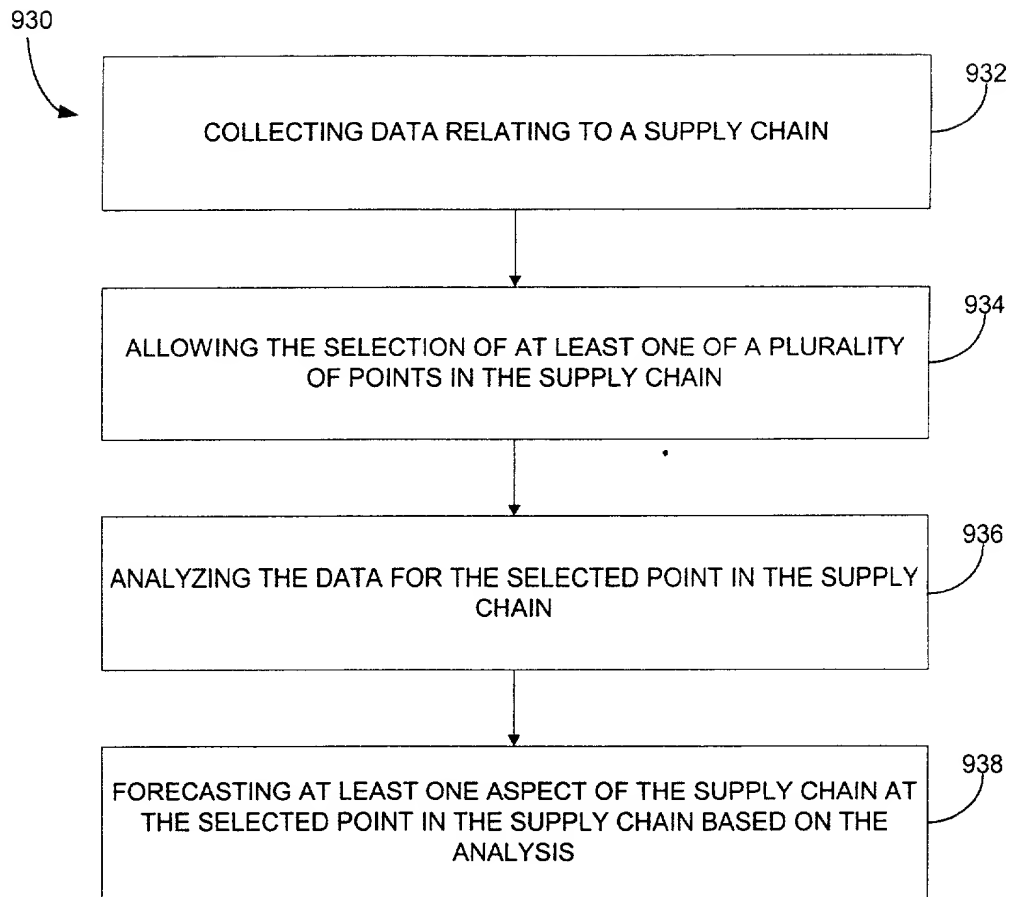 930
932
COLLECTING DATA RELATING TO A SUPPLY CHAIN
934
ALLOWING THE SELECTION OF AT LEAST ONE OF A PLURALITY
OF POINTS IN THE SUPPLY CHAIN
936
ANALYZING THE DATA FOR THE SELECTED POINT IN THE SUPPLY
CHAIN
938
FORECASTING AT LEAST ONE ASPECT OF THE SUPPLY CHAIN AT
THE SELECTED POINT IN THE SUPPLY CHAIN BASED ON THE
ANALYSIS